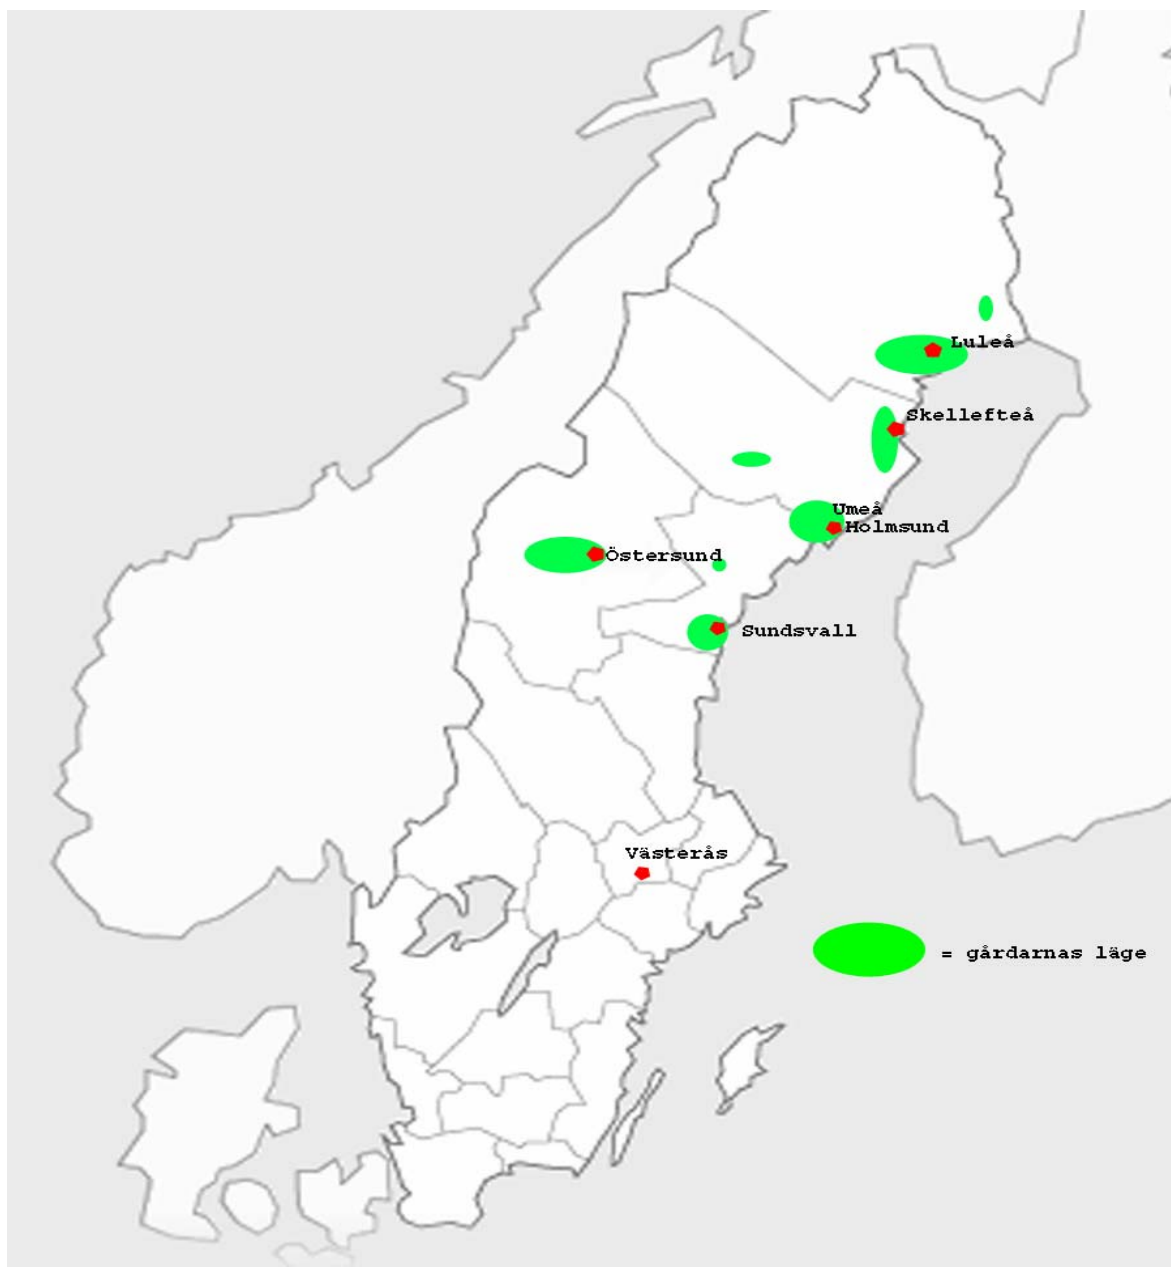 Luleå
Skellefteå
Umeå
Holmsund
Östersund
Sundsvall
Västerås
= gårdarnas läge